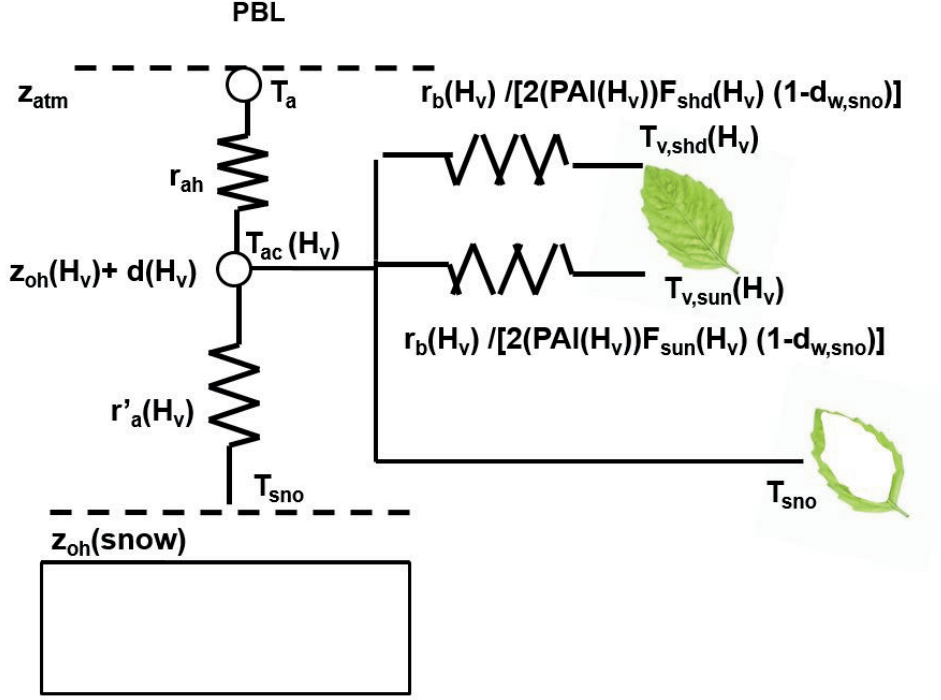 PBL
z_atm
T_a
r_b(H_v) /[2(PAI(H_v))F_shd(H_v) (1-d_w,sno)]
T_v,shd(H_v)
r_ah
T_ac (H_v)
z_oh(H_v)+ d(H_v)
T_v,sun(H_v)
r_b(H_v) /[2(PAI(H_v))F_sun(H_v) (1-d_w,sno)]
r'_a(H_v)
T_sno
T_sno
z_oh(snow)